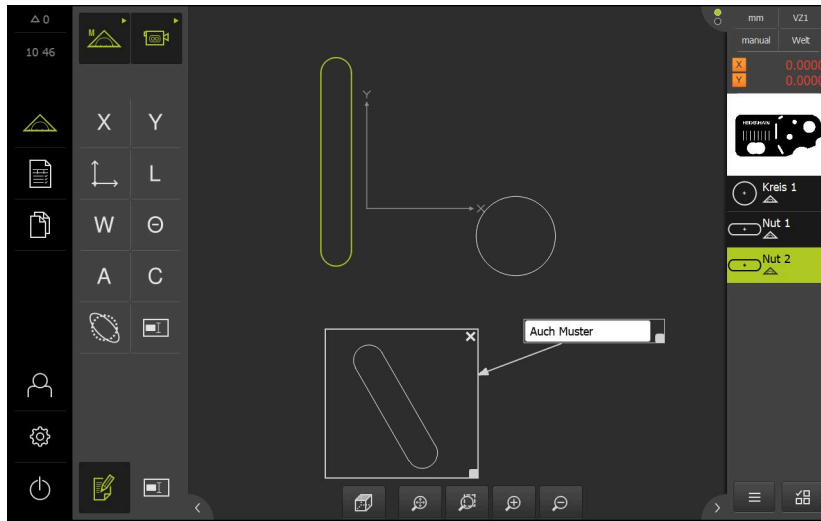 △ 0
10 46
M
X Y
L
W Θ
A C
Y
X
Auch Muster
mm VZ1
manual Welt
X 0.0000
Y 0.0000
HEIDENHAIN
Kreis 1
Nut 1
Nut 2